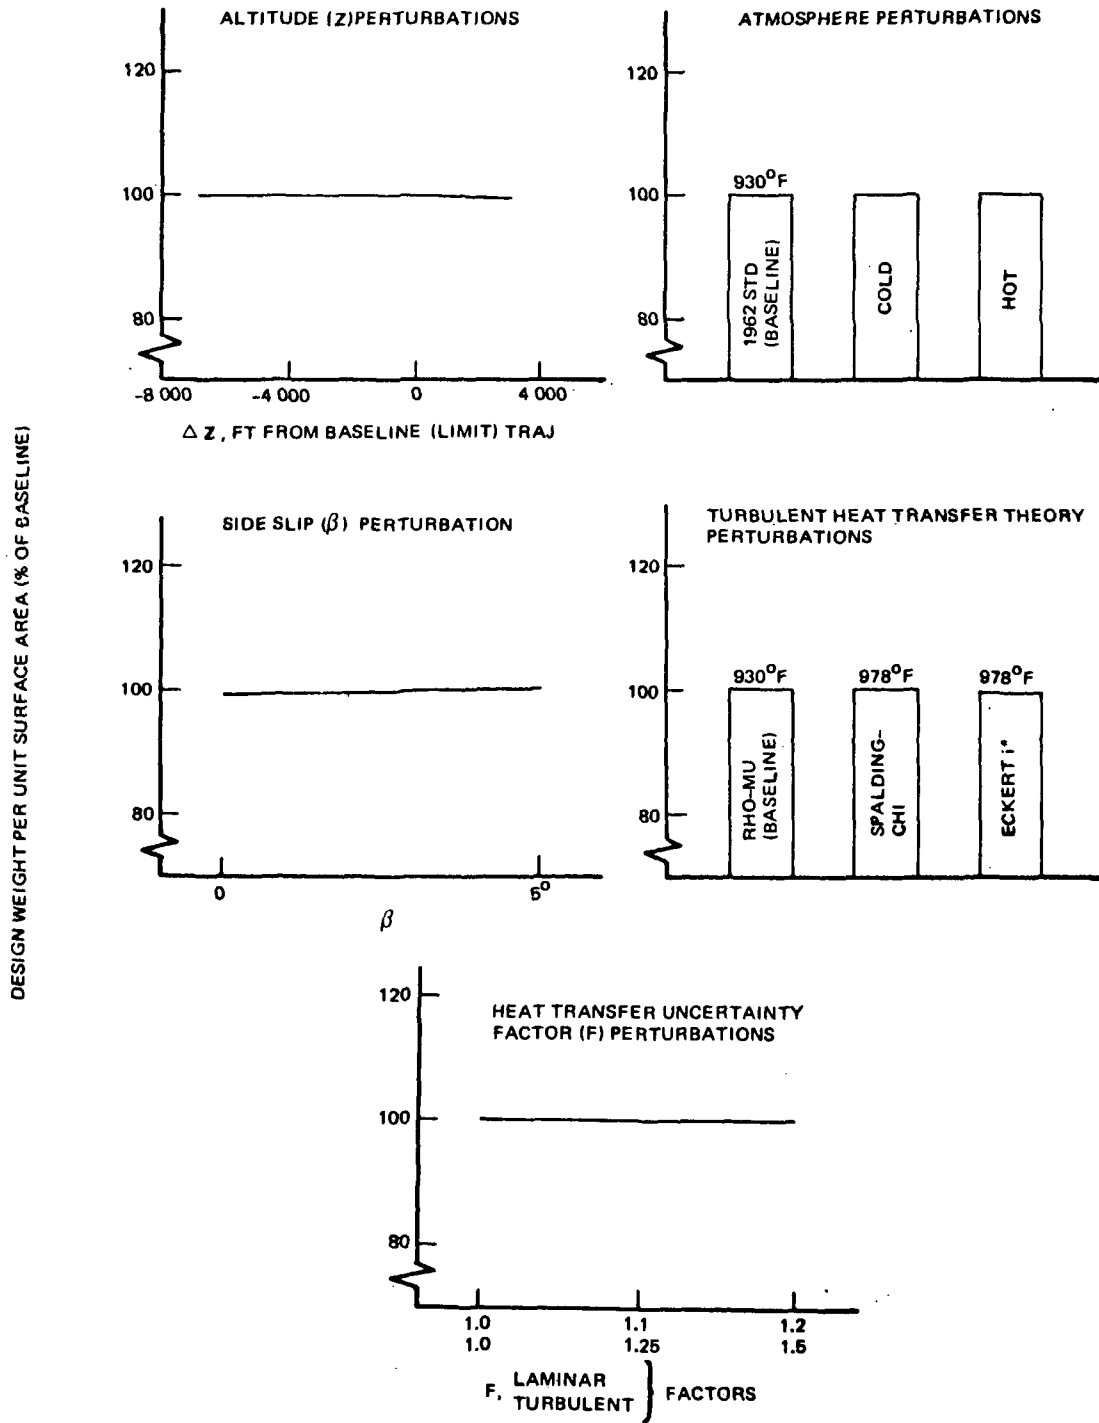 DESIGN WEIGHT PER UNIT SURFACE AREA (% OF BASELINE)
ALTITUDE (Z) PERTURBATIONS
120
100
80
-8 000 -4 000 0 4 000
Δ Z, FT FROM BASELINE (LIMIT) TRAJ
ATMOSPHERE PERTURBATIONS
120
100
80
930°F
1962 STD
(BASELINE)
COLD
HOT
SIDE SLIP (β) PERTURBATION
120
100
80
0 5°
β
TURBULENT HEAT TRANSFER THEORY
PERTURBATIONS
120
100
80
930°F 978°F 978°F
RHO-MU
(BASELINE)
SPALDING-
CHI
ECKERT i*
HEAT TRANSFER UNCERTAINTY
FACTOR (F) PERTURBATIONS
120
100
80
1.0 1.1 1.2
1.0 1.25 1.5
F, LAMINAR
TURBULENT } FACTORS